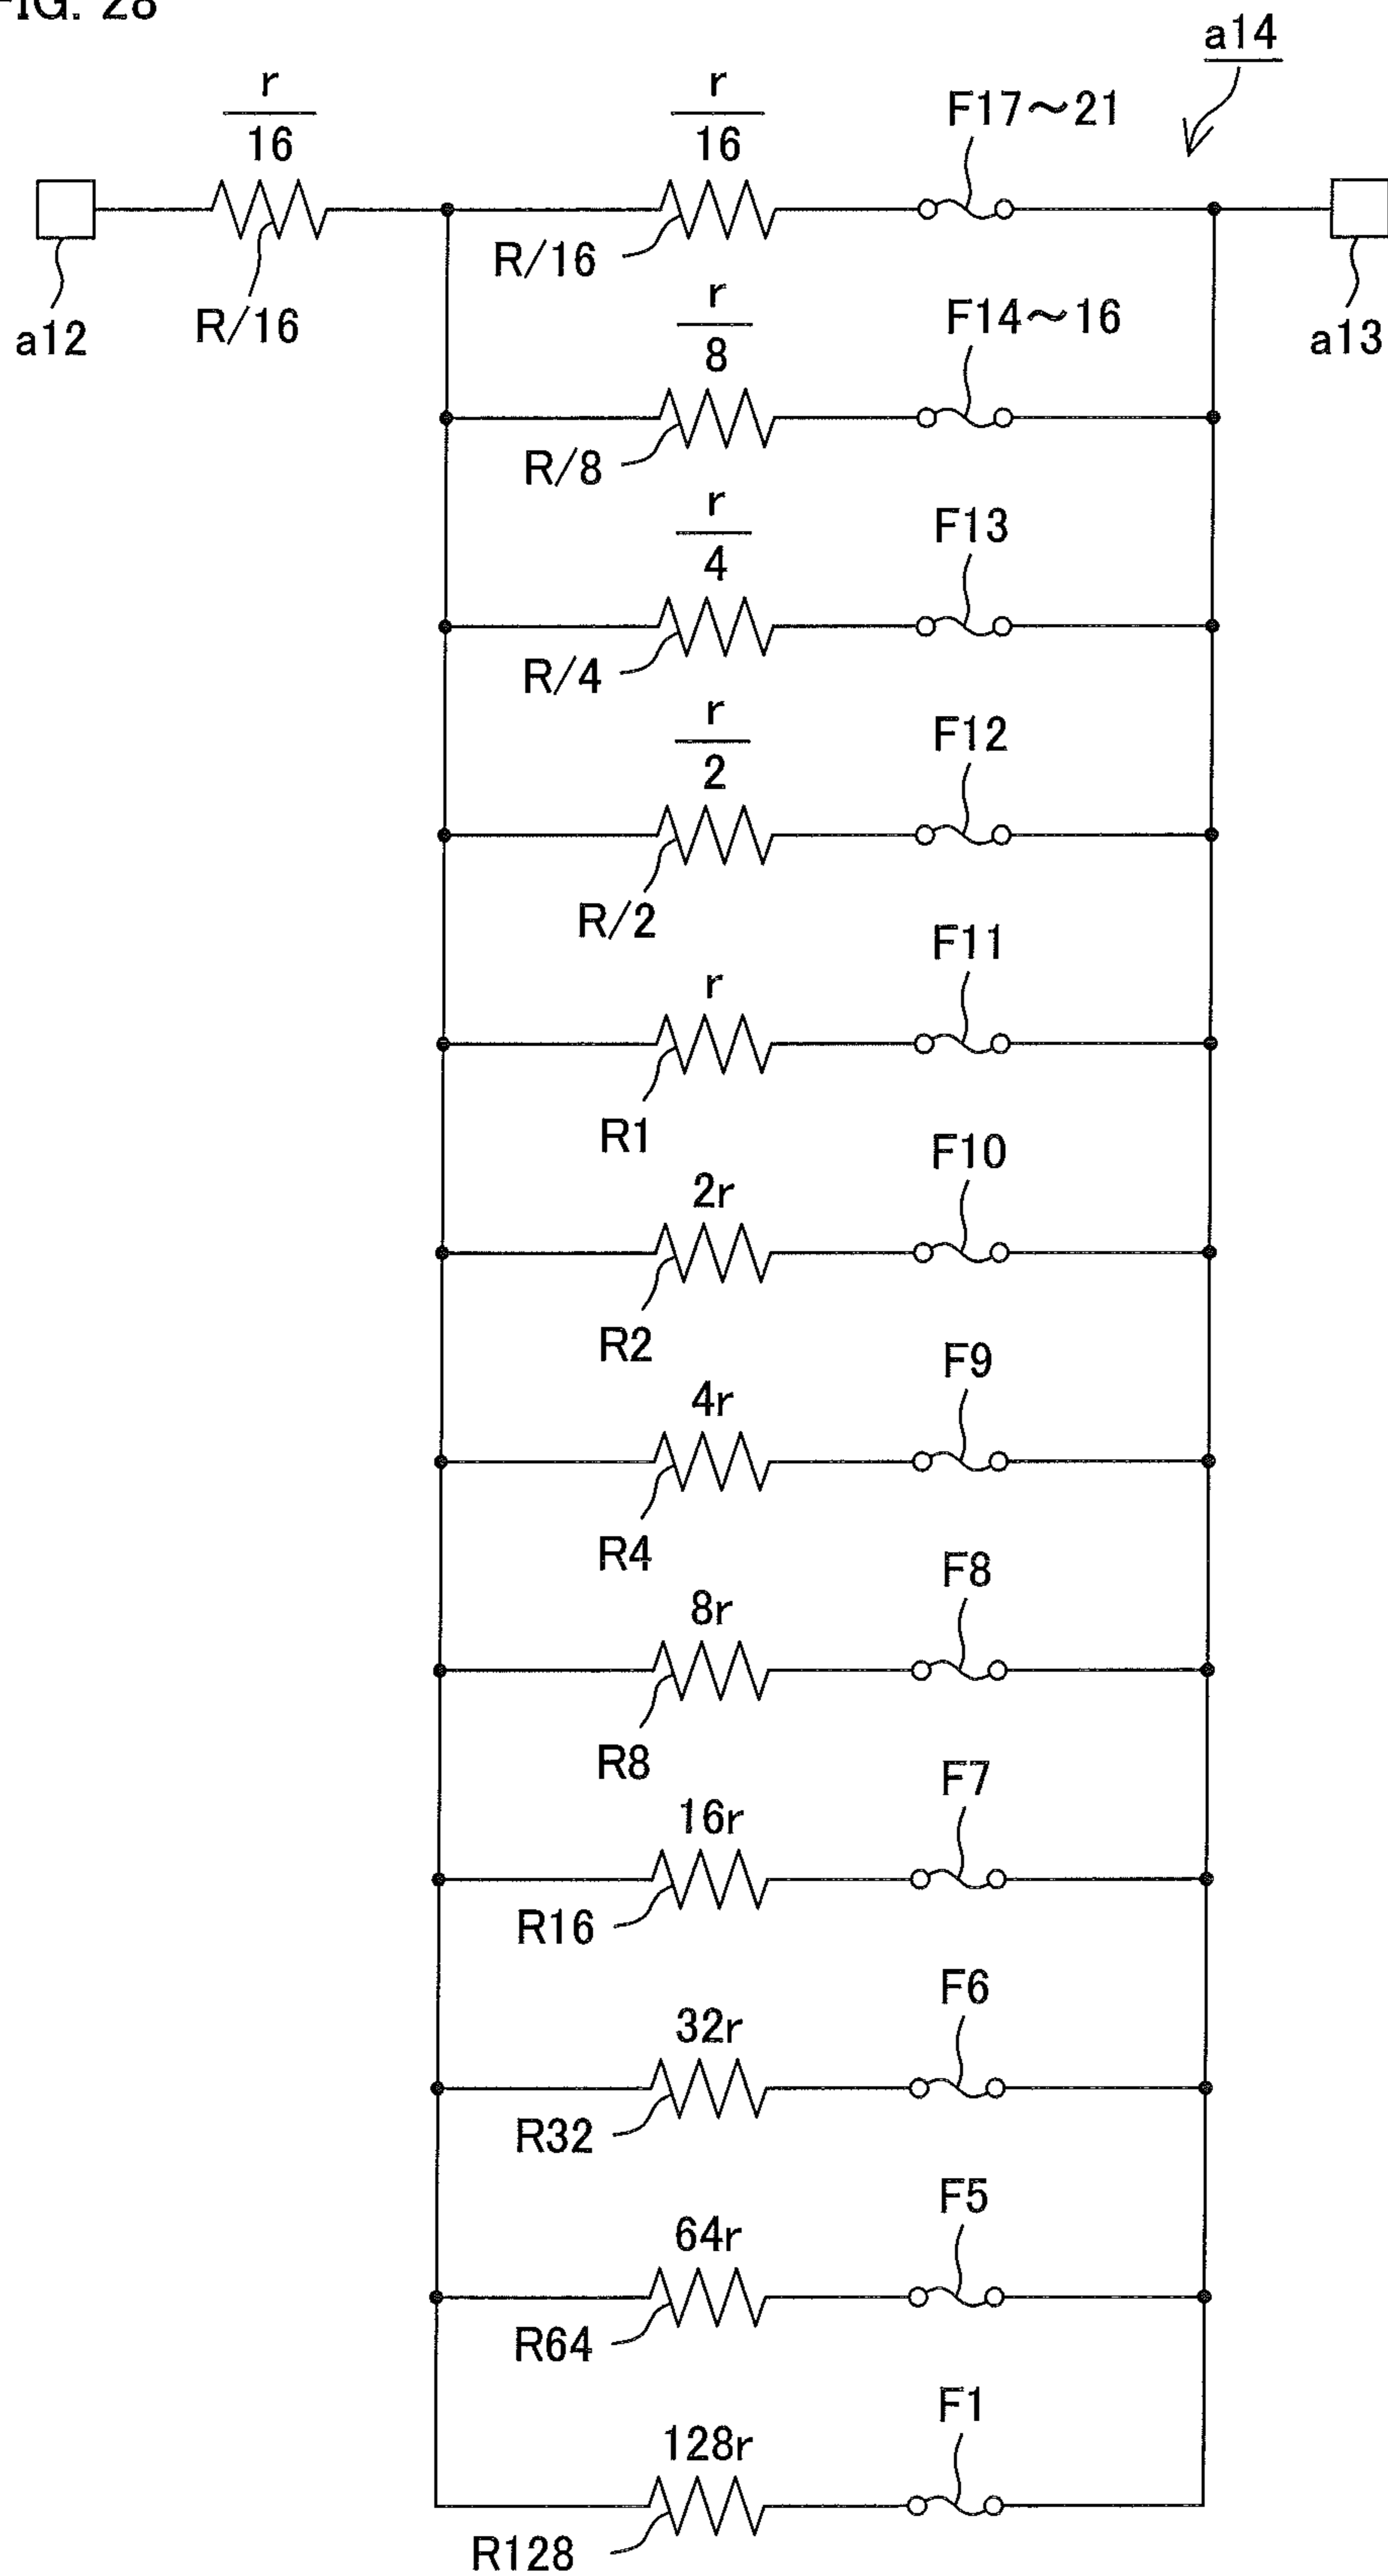 FIG. 28
a14
r
16
r
16
F17~21
R/16
a12
R/16
a13
r
8
F14~16
R/8
r
4
F13
R/4
r
2
F12
R/2
F11
r
R1
F10
2r
R2
F9
4r
R4
F8
8r
R8
F7
16r
R16
F6
32r
R32
F5
64r
R64
F1
128r
R128